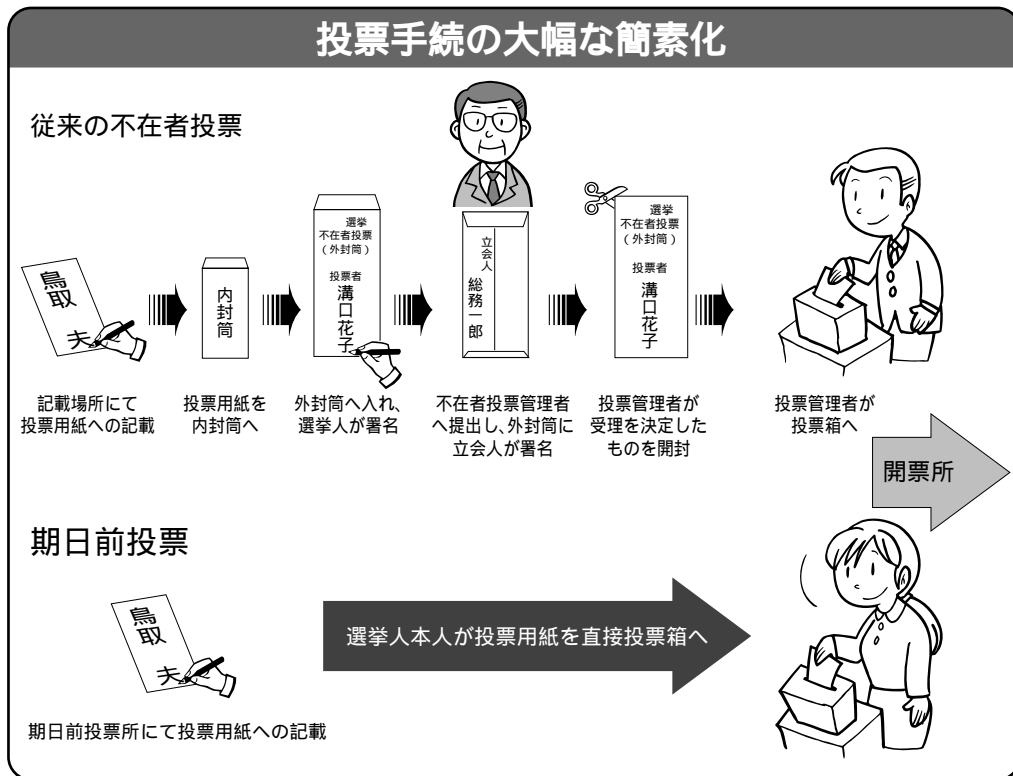 投票手続の大幅な簡素化
従来の不在者投票
鳥取
夫
内封筒
選挙
不在者投票
(外封筒)
投票者
溝口花子
立会人
総務一郎
選挙
不在者投票
(外封筒)
投票者
溝口花子
記載場所にて
投票用紙への記載
投票用紙を
内封筒へ
外封筒へ入れ、
選挙人が署名
不在者投票管理者
へ提出し、外封筒に
立会人が署名
投票管理者が
受理を決定した
ものを開封
投票管理者が
投票箱へ
開票所
期日前投票
鳥取
夫
選挙人本人が投票用紙を直接投票箱へ
期日前投票所にて投票用紙への記載